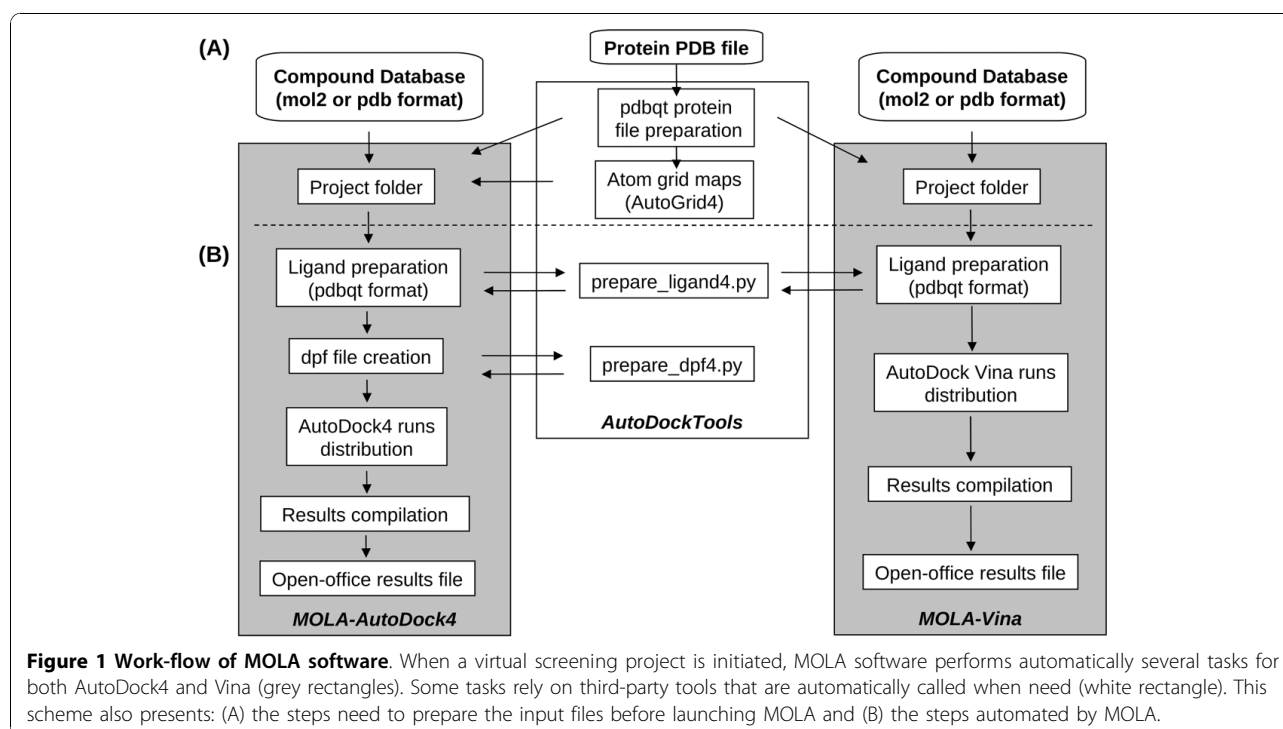 (A)
Protein PDB file
Compound Database
(mol2 or pdb format)
pdbqt protein
file preparation
Compound Database
(mol2 or pdb format)
Project folder
Atom grid maps
(AutoGrid4)
Project folder
(B)
Ligand preparation
(pdbqt format)
prepare_ligand4.py
Ligand preparation
(pdbqt format)
dpf file creation
prepare_dpf4.py
AutoDock Vina runs
distribution
AutoDock4 runs
distribution
AutoDockTools
Results compilation
Results compilation
Open-office results file
Open-office results file
MOLA-AutoDock4
MOLA-Vina
Figure 1 Work-flow of MOLA software. When a virtual screening project is initiated, MOLA software performs automatically several tasks for
both AutoDock4 and Vina (grey rectangles). Some tasks rely on third-party tools that are automatically called when need (white rectangle). This
scheme also presents: (A) the steps need to prepare the input files before launching MOLA and (B) the steps automated by MOLA.